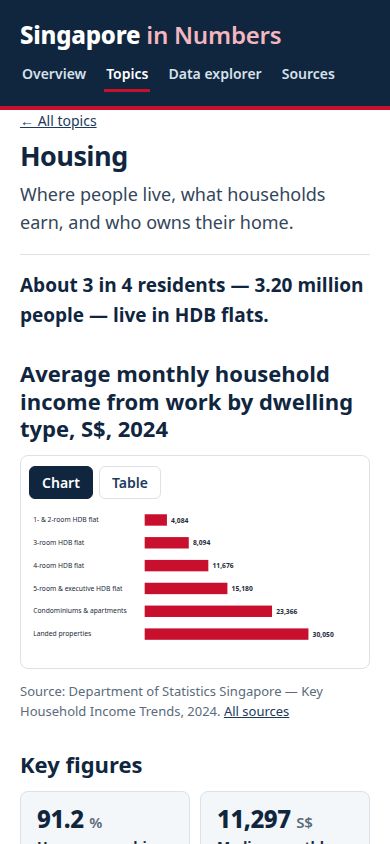 Singapore in Numbers
Overview Topics Data explorer Sources
← All topics
Housing
Where people live, what households
earn, and who owns their home.
About 3 in 4 residents — 3.20 million
people — live in HDB flats.
Average monthly household
income from work by dwelling
type, S$, 2024
Chart Table
1- & 2-room HDB flat 4,084
3-room HDB flat 8,094
4-room HDB flat 11,676
5-room & executive HDB flat 15,180
Condominiums & apartments 23,366
Landed properties 30,050
Source: Department of Statistics Singapore — Key
Household Income Trends, 2024. All sources
Key figures
91.2 % 11,297 S$